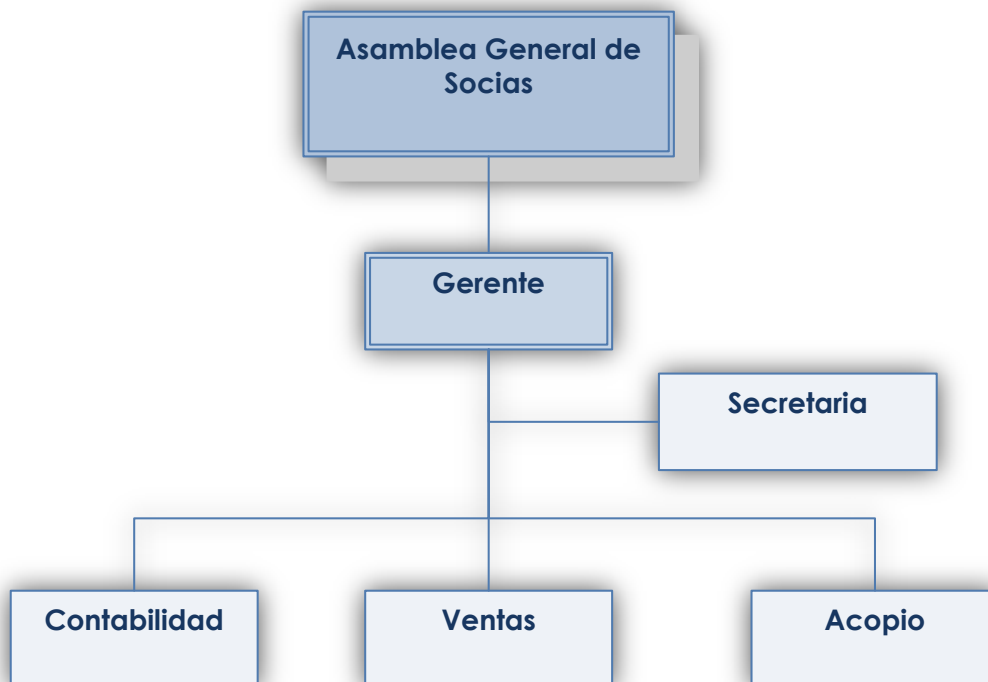 Asamblea General de
Socias
Gerente
Secretaria
Contabilidad
Ventas
Acopio